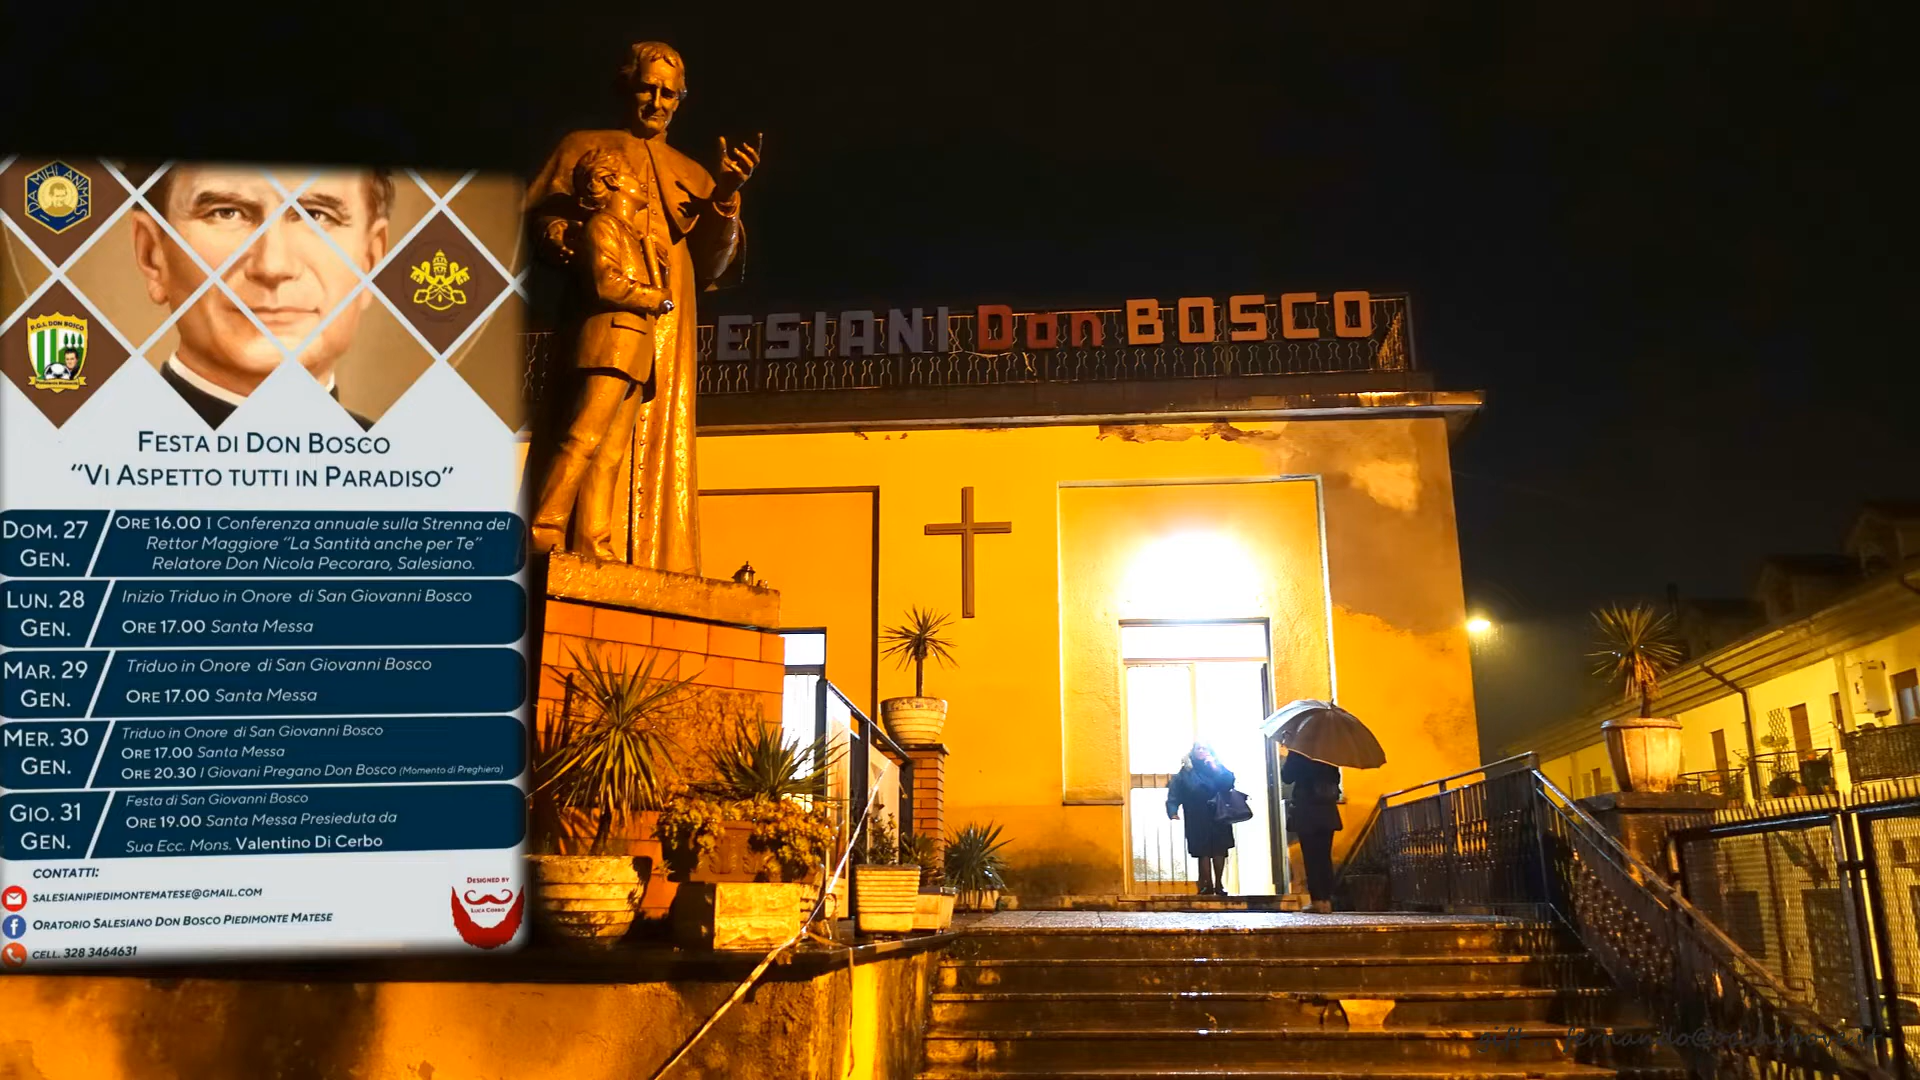 DA MIHI ANIMAS
P.G.S. DON BOSCO
FESTA DI DON BOSCO
“VI ASPETTO TUTTI IN PARADISO”
DOM. 27
GEN.
ORE 16.00 | Conferenza annuale sulla Strenna del
Rettor Maggiore “La Santità anche per Te”
Relatore Don Nicola Pecoraro, Salesiano.
LUN. 28
GEN.
Inizio Triduo in Onore di San Giovanni Bosco
ORE 17.00 Santa Messa
MAR. 29
GEN.
Triduo in Onore di San Giovanni Bosco
ORE 17.00 Santa Messa
MER. 30
GEN.
Triduo in Onore di San Giovanni Bosco
ORE 17.00 Santa Messa
ORE 20.30 | Giovani Pregano Don Bosco (Momento di Preghiera)
GIO. 31
GEN.
Festa di San Giovanni Bosco
ORE 19.00 Santa Messa Presieduta da
Sua Ecc. Mons. Valentino Di Cerbo
CONTATTI:
SALESIANIPIEDIMONTEMATESE@GMAIL.COM
ORATORIO SALESIANO DON BOSCO PIEDIMONTE MATESE
CELL. 328 3464631
DESIGNED BY
ESIANI Don BOSCO